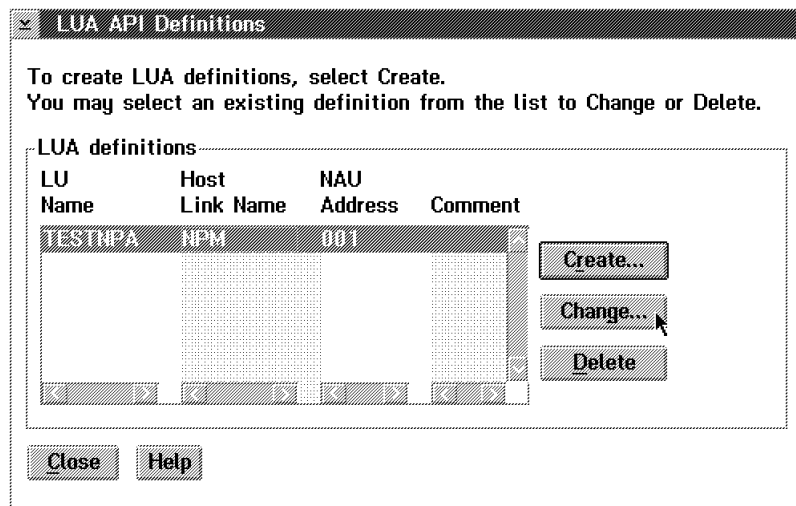 LUA API Definitions
To create LUA definitions, select Create.
You may select an existing definition from the list to Change or Delete.
LUA definitions
LU Name
Host Link Name
NAU Address
Comment
TESTNPA NPM 001
Create...
Change...
Delete
Close Help